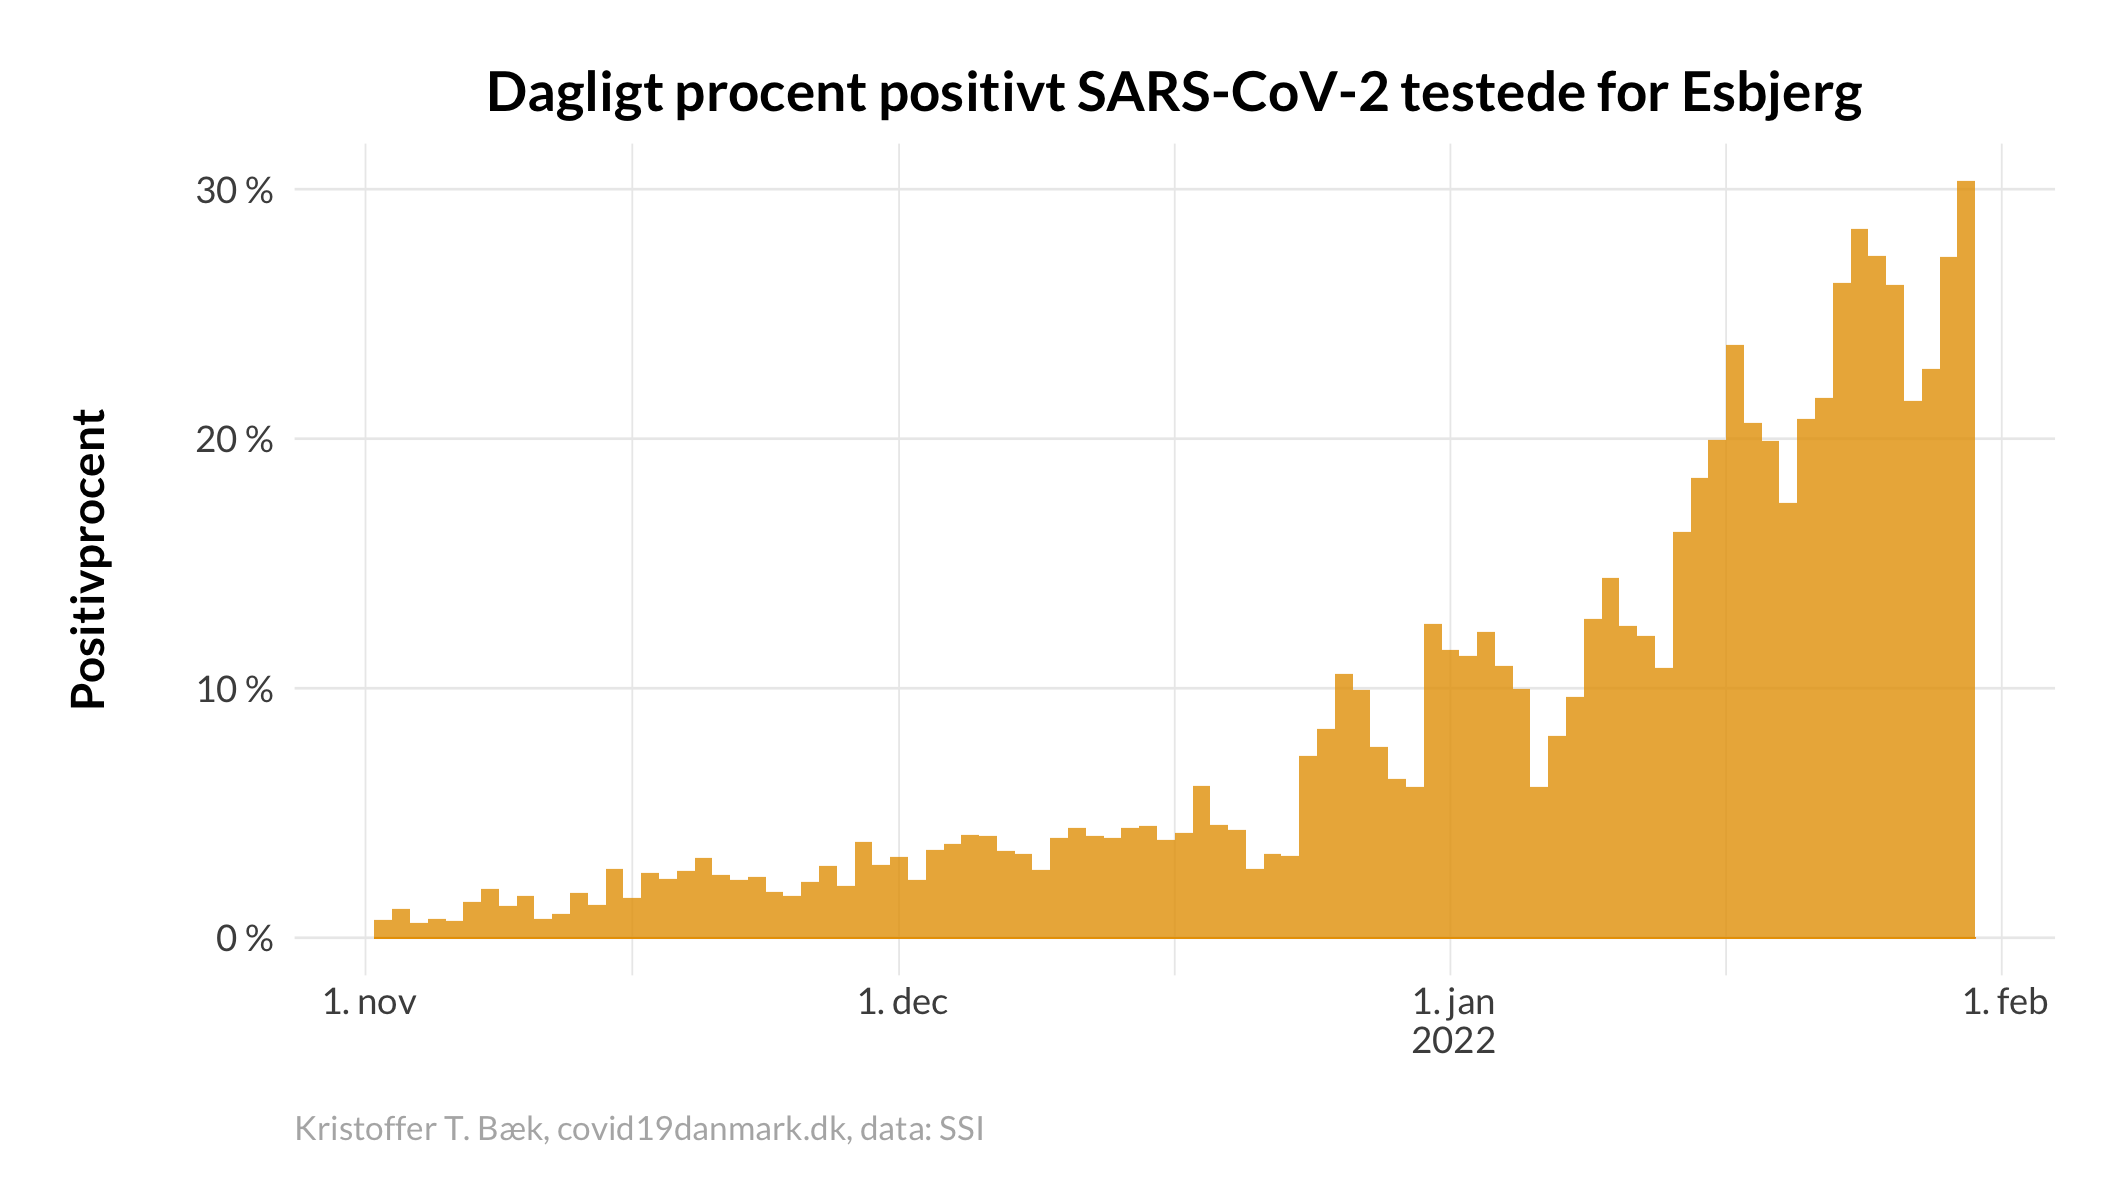 Dagligt procent positivt SARS-CoV-2 testede for Esbjerg
Positivprocent
30 %
20 %
10 %
0 %
1. nov
1. dec
1. jan
2022
1. feb
Kristoffer T. Bæk, covid19danmark.dk, data: SSI